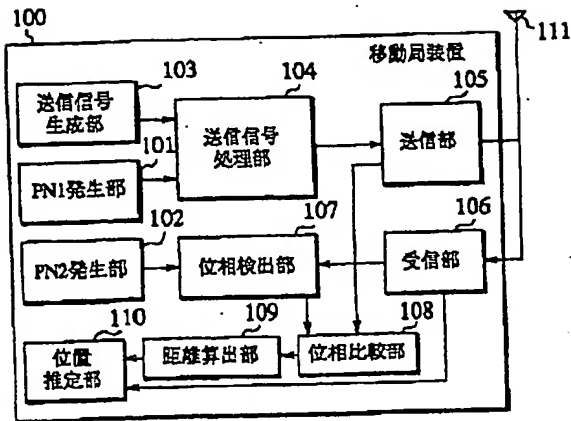 100
111
移動局装置
103
送信信号
生成部
104
送信信号
処理部
105
送信部
101
PN1発生部
102
PN2発生部
107
位相検出部
106
受信部
110
位置
推定部
109
距離算出部
108
位相比較部